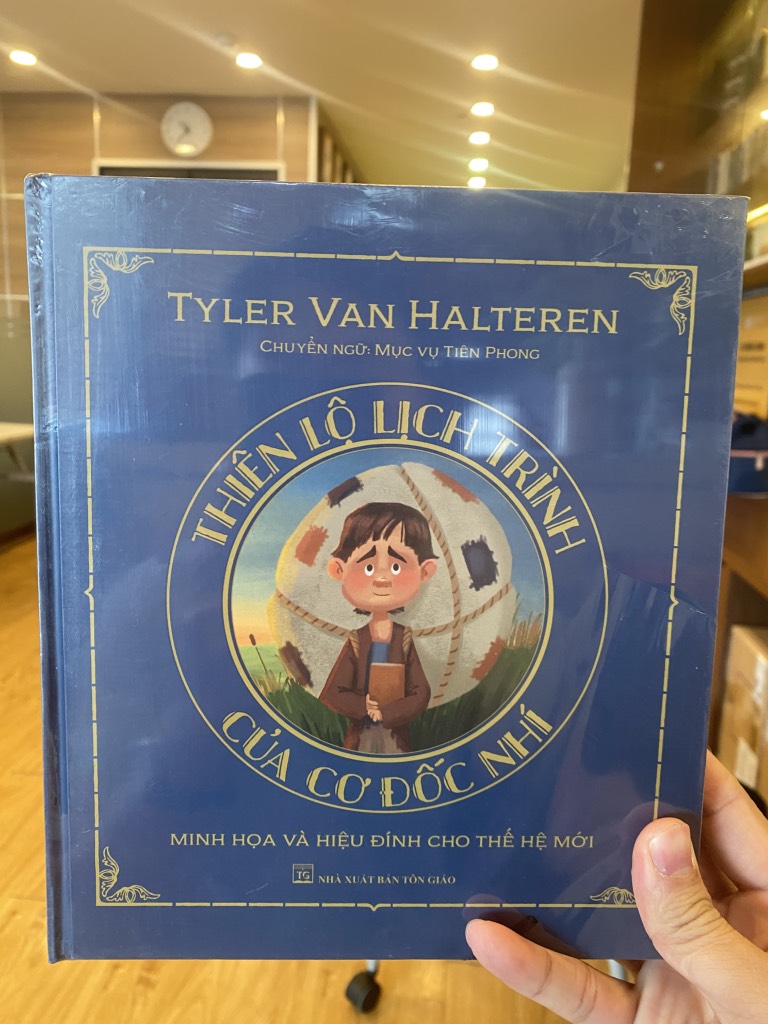 TYLER VAN HALTEREN
CHUYỂN NGỮ: MỤC VỤ TIÊN PHONG
THIÊN LỘ LỊCH TRÌNH
CỦA CƠ ĐỐC NHÍ
MINH HỌA VÀ HIỆU ĐÍNH CHO THẾ HỆ MỚI
TG NHÀ XUẤT BẢN TÔN GIÁO